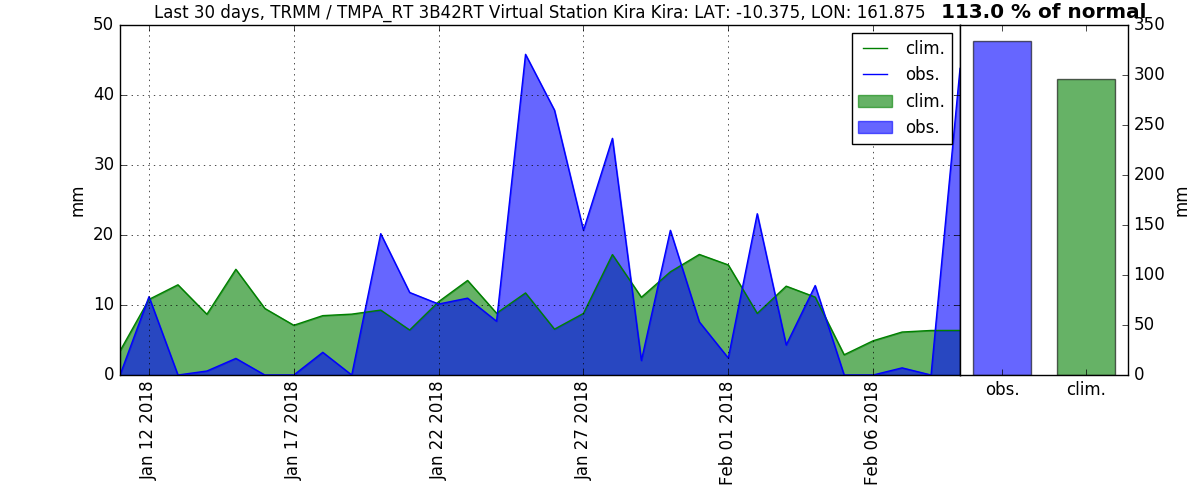 Last 30 days, TRMM / TMPA_RT 3B42RT Virtual Station Kira Kira: LAT: -10.375, LON: 161.875 113.0 % of normal
50
40
30
20
10
0
mm
clim.
obs.
clim.
obs.
350
300
250
200
150
100
50
0
mm
Jan 12 2018
Jan 17 2018
Jan 22 2018
Jan 27 2018
Feb 01 2018
Feb 06 2018
obs.
clim.